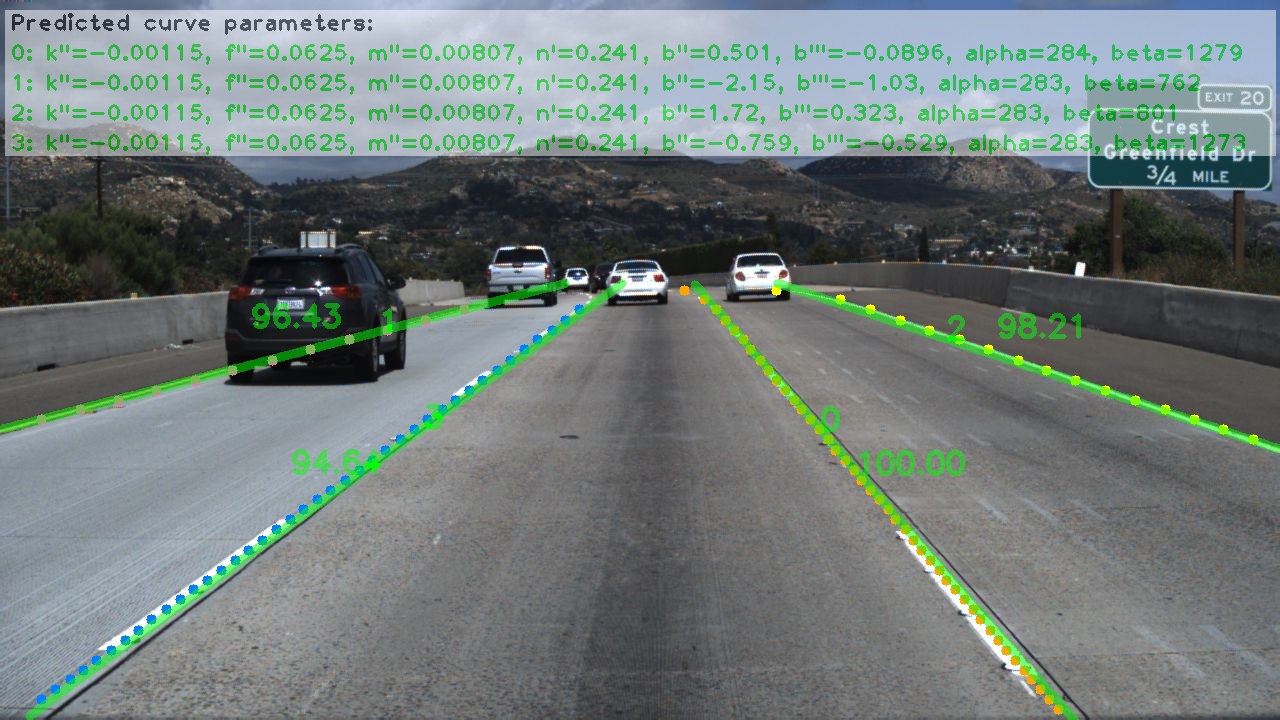 Predicted curve parameters:
0: k''=-0.00115, f''=0.0625, m''=0.00807, n'=0.241, b''=0.501, b'''=-0.0896, alpha=284, beta=1279
1: k''=-0.00115, f''=0.0625, m''=0.00807, n'=0.241, b''=-2.15, b'''=-1.03, alpha=283, beta=762
2: k''=-0.00115, f''=0.0625, m''=0.00807, n'=0.241, b''=1.72, b'''=0.323, alpha=283, beta=801
3: k''=-0.00115, f''=0.0625, m''=0.00807, n'=0.241, b''=-0.759, b'''=-0.529, alpha=283, beta=1273
EXIT 20
Crest
Greenfield Dr
3/4 MILE
96.43
1
2
98.21
3
0
94.64
100.00